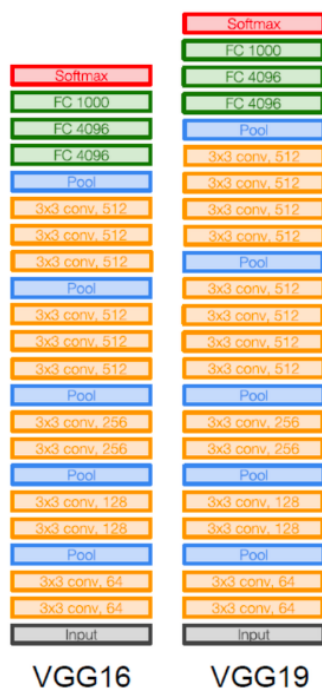 Softmax
FC 1000
FC 4096
FC 4096
Pool
3x3 conv, 512
3x3 conv, 512
3x3 conv, 512
Pool
3x3 conv, 512
3x3 conv, 512
3x3 conv, 512
Pool
3x3 conv, 256
3x3 conv, 256
Pool
3x3 conv, 128
3x3 conv, 128
Pool
3x3 conv, 64
3x3 conv, 64
Input
VGG16
Softmax
FC 1000
FC 4096
FC 4096
Pool
3x3 conv, 512
3x3 conv, 512
3x3 conv, 512
3x3 conv, 512
Pool
3x3 conv, 512
3x3 conv, 512
3x3 conv, 512
3x3 conv, 512
Pool
3x3 conv, 256
3x3 conv, 256
Pool
3x3 conv, 128
3x3 conv, 128
Pool
3x3 conv, 64
3x3 conv, 64
Input
VGG19